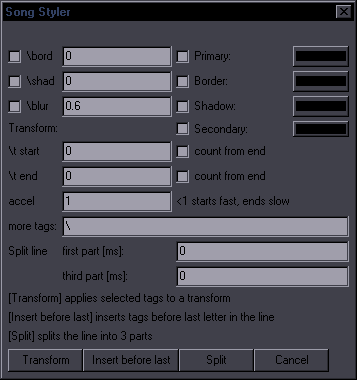 Song Styler
\bord 0 Primary:
\shad 0 Border:
\blur 0.6 Shadow:
Transform: Secondary:
\t start 0 count from end
\t end 0 count from end
accel 1 <1 starts fast, ends slow
more tags: \
Split line first part [ms]: 0
third part [ms]: 0
[Transform] applies selected tags to a transform
[Insert before last] inserts tags before last letter in the line
[Split] splits the line into 3 parts
Transform Insert before last Split Cancel